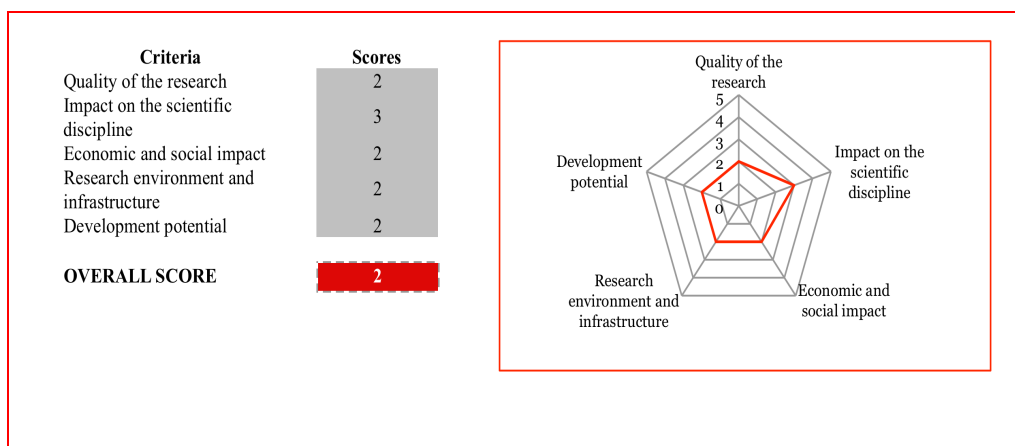 Criteria Scores
Quality of the research 2
Impact on the scientific
discipline 3
Economic and social impact 2
Research environment and
infrastructure 2
Development potential 2
OVERALL SCORE 2
Quality of the
research
5
4
3
2
1
0
Impact on the
scientific
discipline
Economic and
social impact
Research
environment and
infrastructure
Development
potential